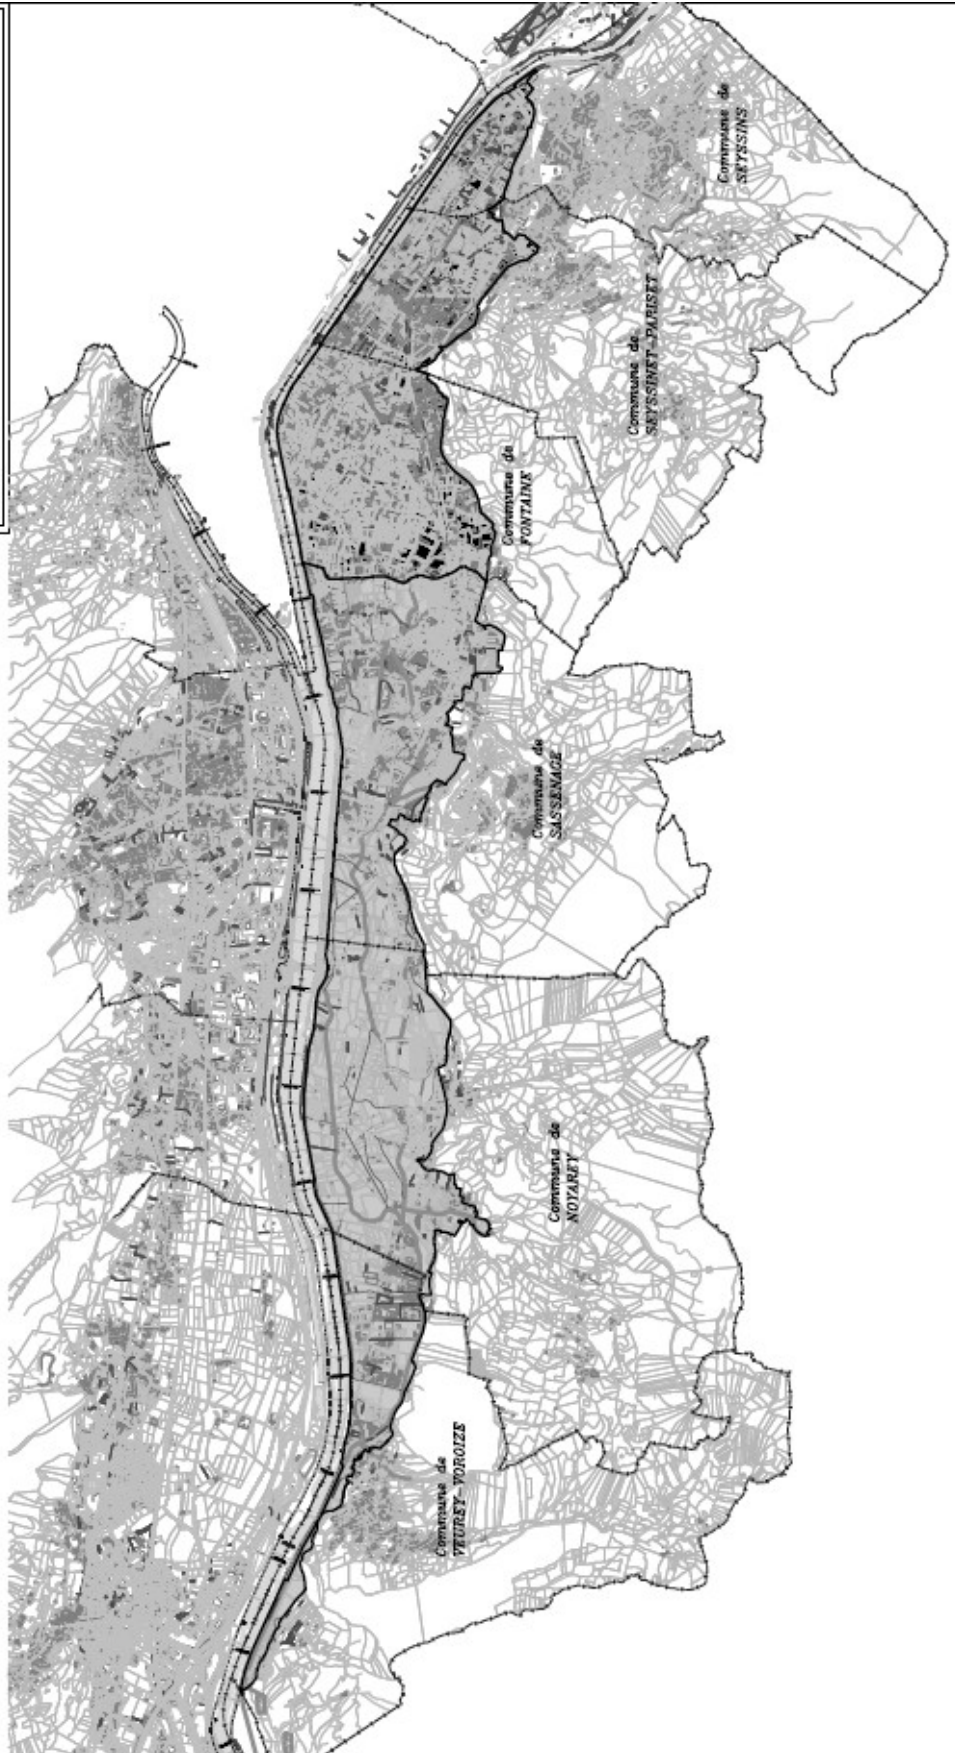 Commune de
SEYSSINS
Commune de
SEYSSINET-PARISET
Commune de
FONTAINE
Commune de
SASSENAGE
Commune de
NOYAREY
Commune de
VEUREY-VOROIZE